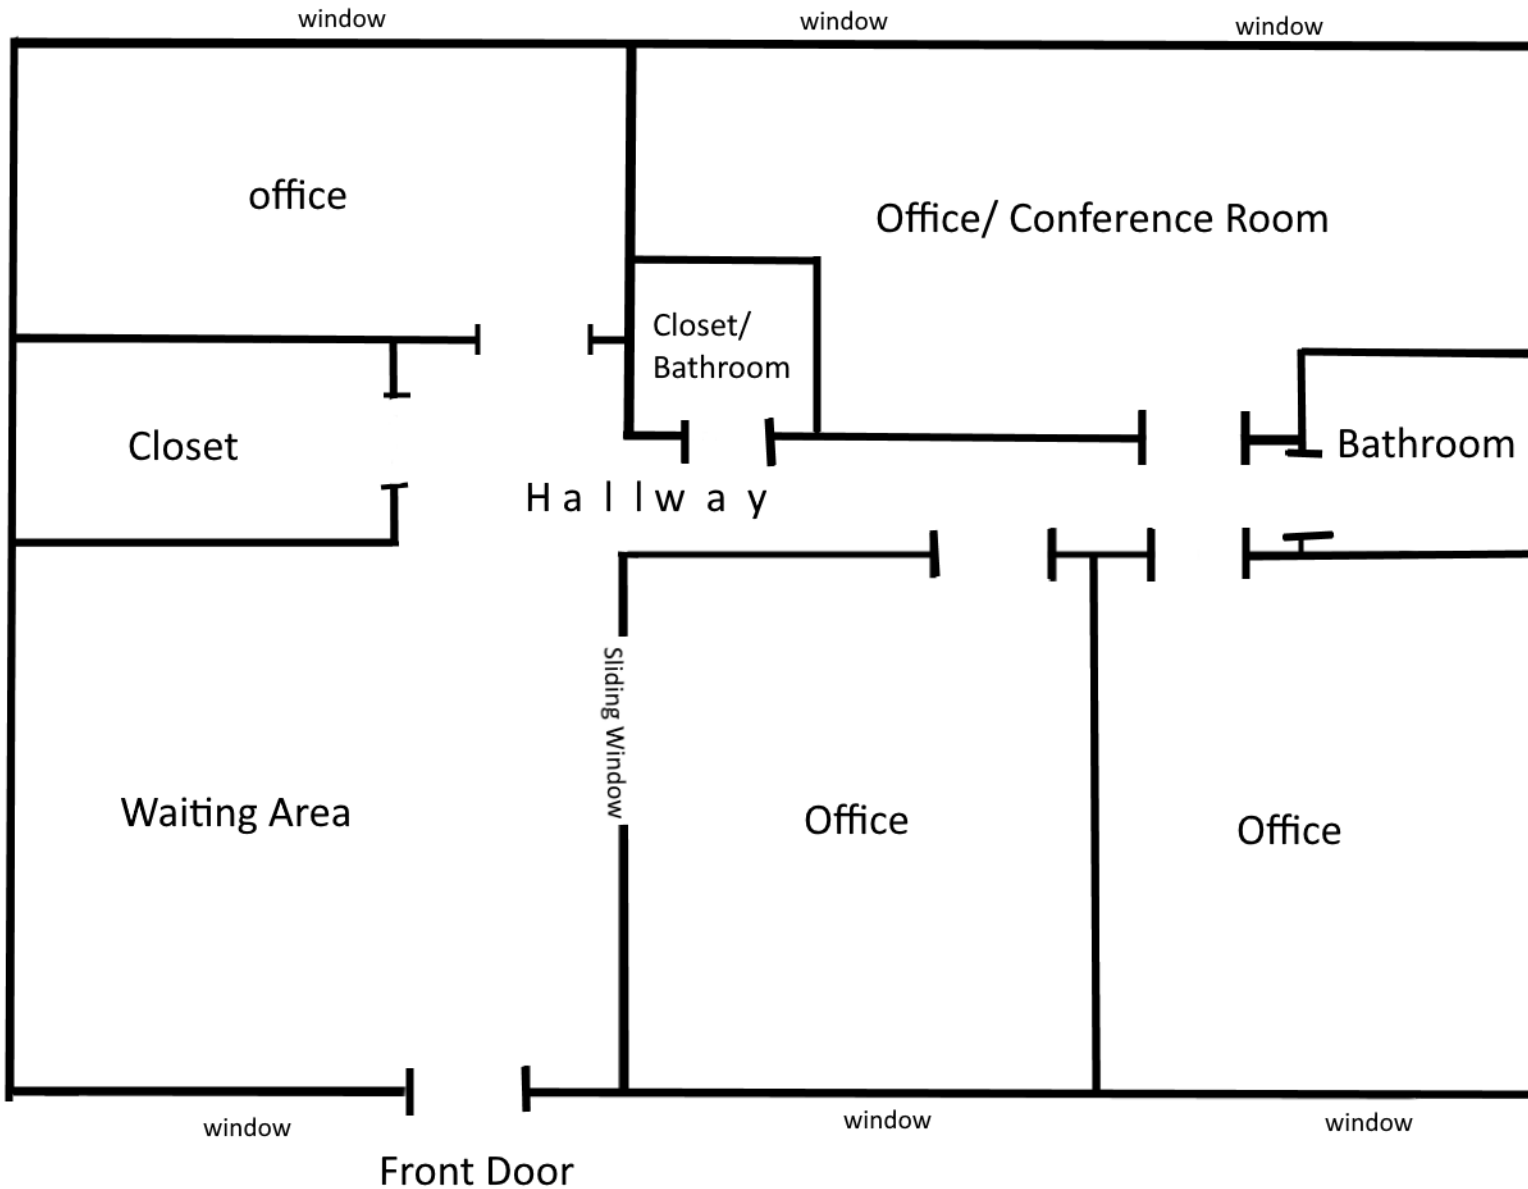 window
window
window
office
Office/ Conference Room
Closet/
Bathroom
Closet
Bathroom
Hallway
Sliding Window
Waiting Area
Office
Office
window
window
window
Front Door